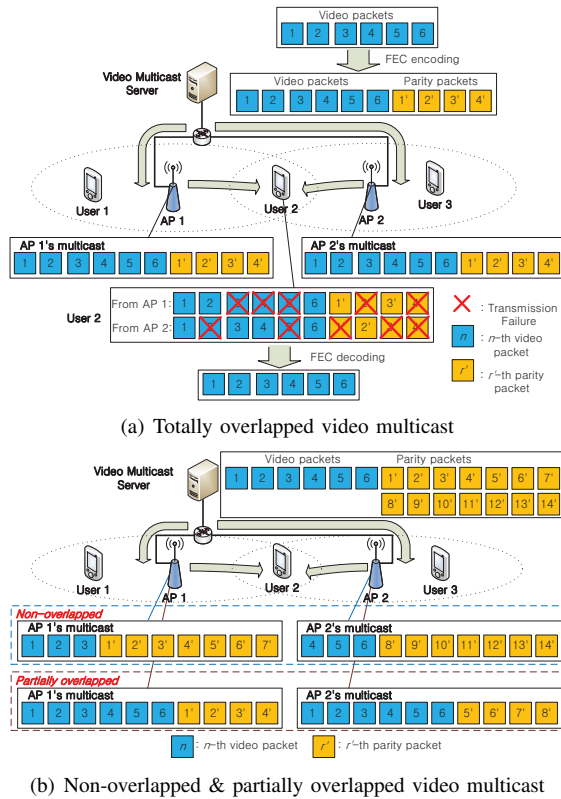 Video packets
1 2 3 4 5 6
FEC encoding
Video packets Parity packets
1 2 3 4 5 6 1' 2' 3' 4'
Video Multicast
Server
User 1
AP 1
User 2
AP 2
User 3
AP 1's multicast
1 2 3 4 5 6 1' 2' 3' 4'
AP 2's multicast
1 2 3 4 5 6 1' 2' 3' 4'
User 2
From AP 1: 1 2 6 1' 3'
From AP 2: 1 3 4 6 2'
: Transmission
Failure
n : n-th video
packet
r' : r'-th parity
packet
FEC decoding
1 2 3 4 5 6
(a) Totally overlapped video multicast
Video Multicast
Server
Video packets Parity packets
1 2 3 4 5 6 1' 2' 3' 4' 5' 6' 7'
8' 9' 10' 11' 12' 13' 14'
User 1
AP 1
User 2
AP 2
User 3
Non-overlapped
AP 1's multicast
1 2 3 1' 2' 3' 4' 5' 6' 7'
AP 2's multicast
4 5 6 8' 9' 10' 11' 12' 13' 14'
Partially overlapped
AP 1's multicast
1 2 3 4 5 6 1' 2' 3' 4'
AP 2's multicast
1 2 3 4 5 6 5' 6' 7' 8'
n : n-th video packet r' : r'-th parity packet
(b) Non-overlapped & partially overlapped video multicast